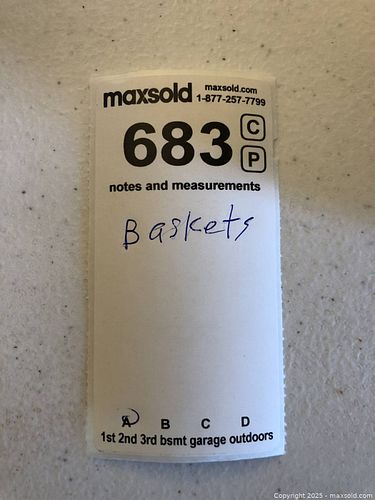 maxsold maxsold.com
1-877-257-7799
683 C
P
notes and measurements
Baskets
A B C D
1st 2nd 3rd bsmt garage outdoors
Copyright 2025 - maxsold.com